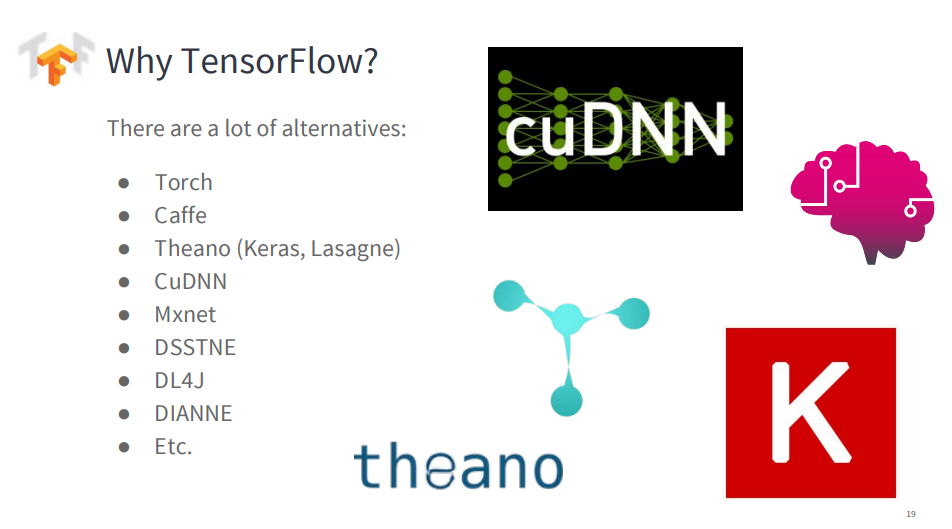 Why TensorFlow?
There are a lot of alternatives:
● Torch
● Caffe
● Theano (Keras, Lasagne)
● CuDNN
● Mxnet
● DSSTNE
● DL4J
● DIANNE
● Etc.
cuDNN
theano
K
19